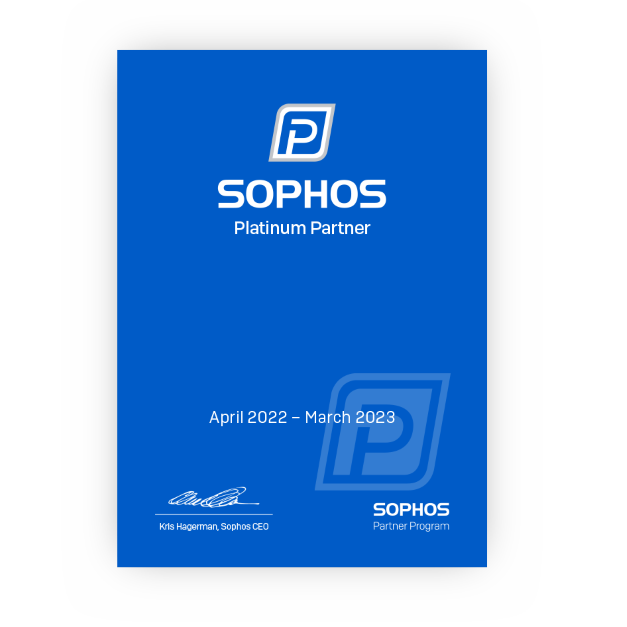 P
SOPHOS
Platinum Partner
April 2022 – March 2023
P
Kris Hagerman, Sophos CEO
SOPHOS
Partner Program